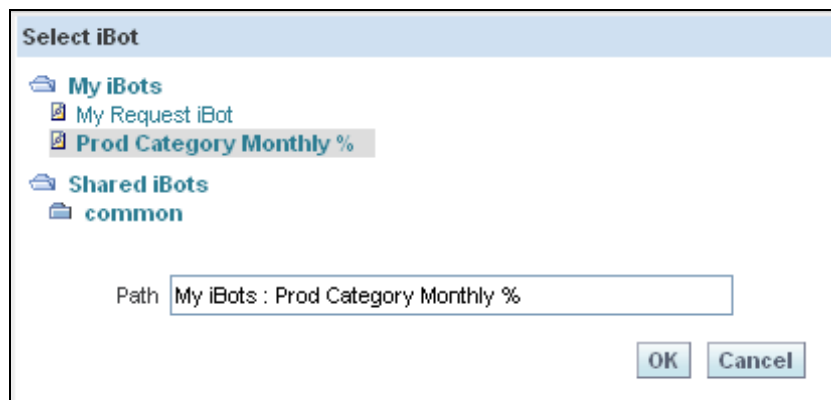 Select iBot
My iBots
My Request iBot
Prod Category Monthly %
Shared iBots
common
Path My iBots : Prod Category Monthly %
OK Cancel